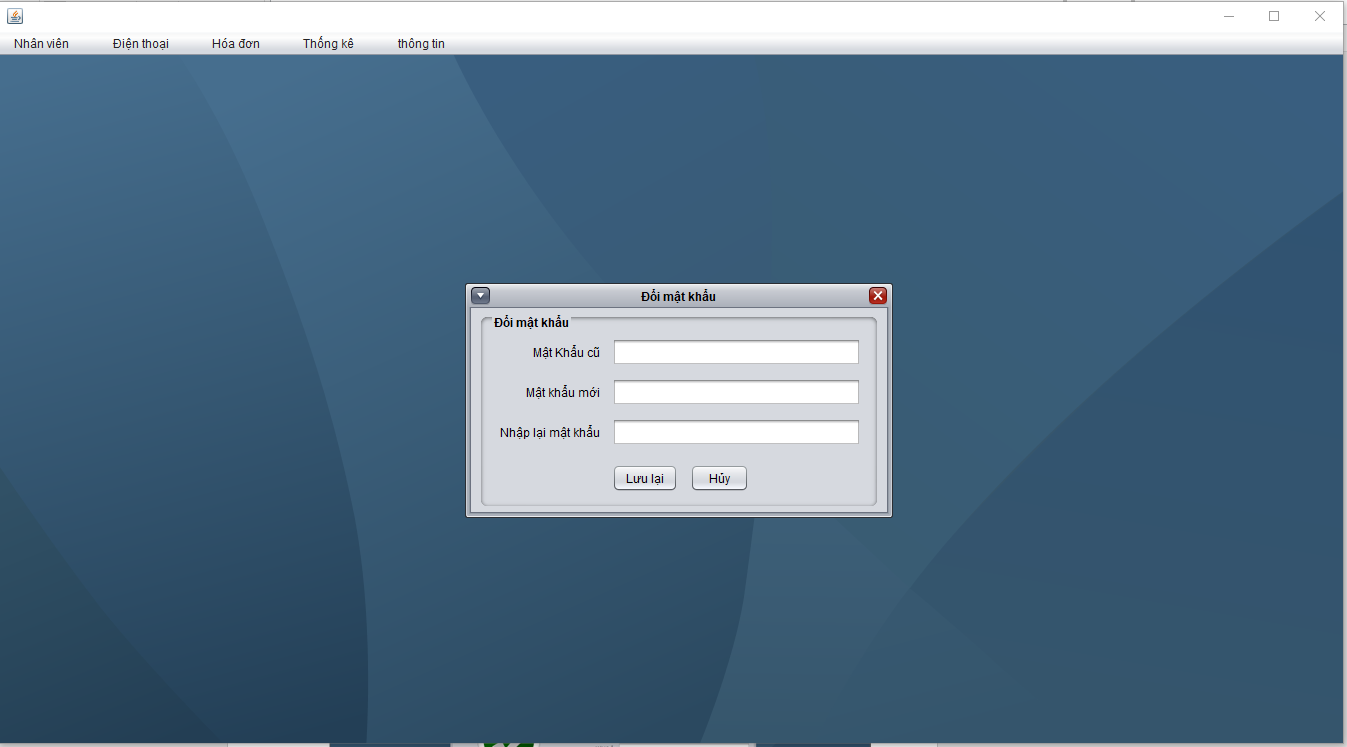 Nhân viên Điện thoại Hóa đơn Thống kê thông tin
Đổi mật khẩu
Đổi mật khẩu
Mật Khẩu cũ
Mật khẩu mới
Nhập lại mật khẩu
Lưu lại Hủy